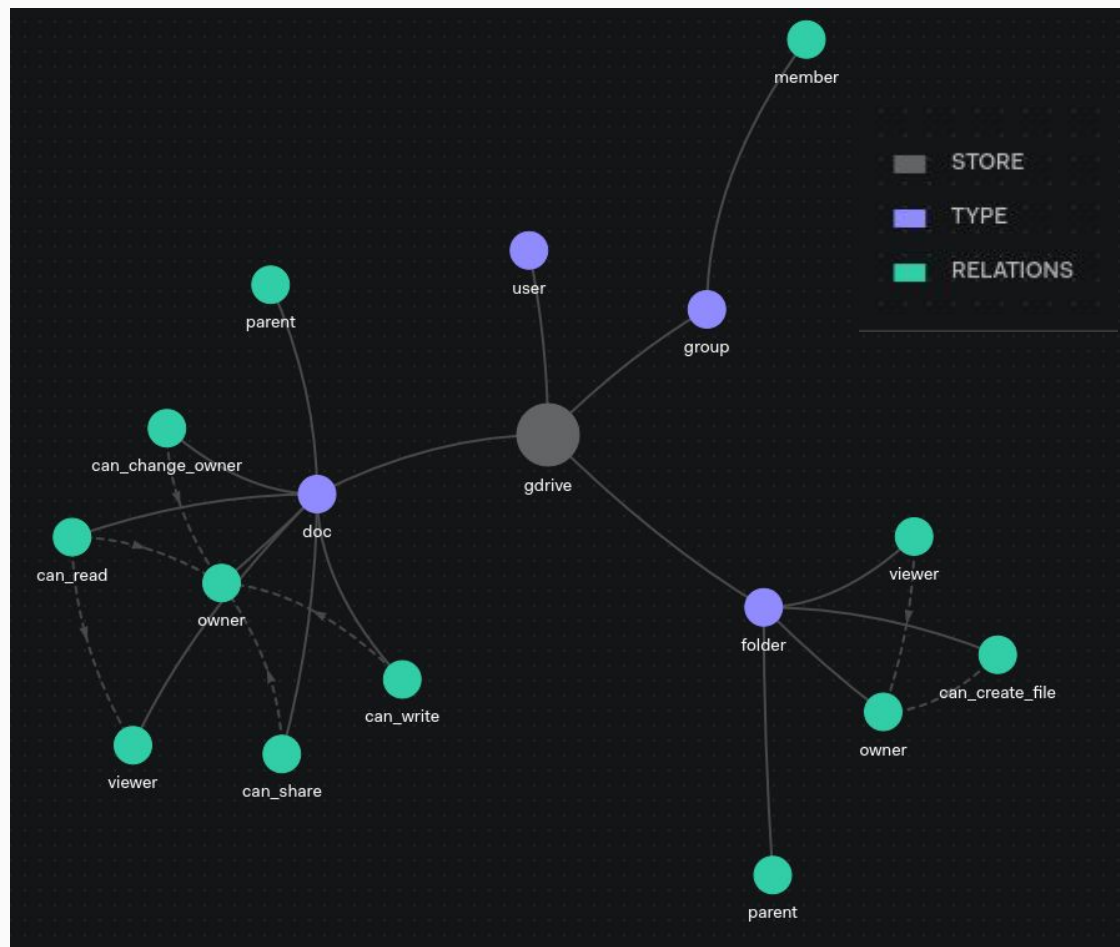 member
STORE
TYPE
RELATIONS
user
parent
group
can_change_owner
gdrive
doc
can_read
viewer
owner
folder
can_create_file
can_write
owner
viewer
can_share
parent